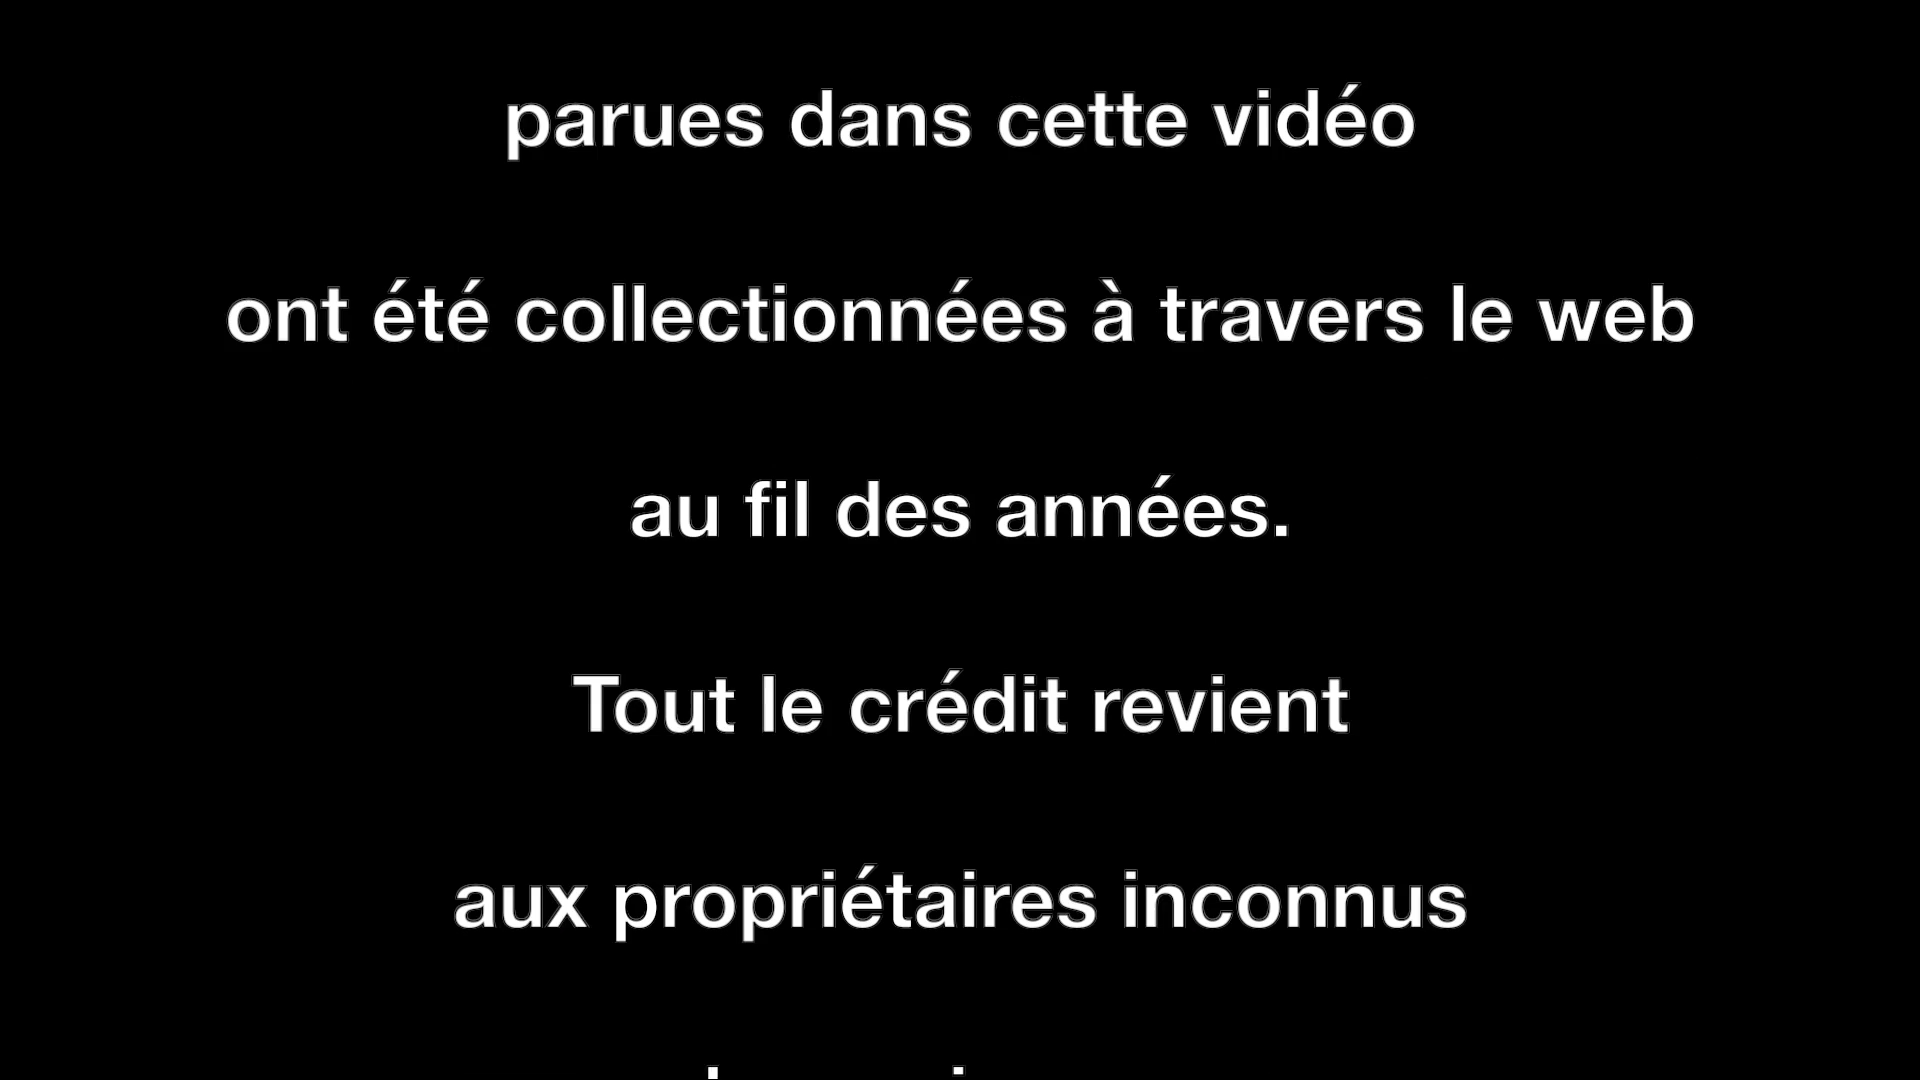 parues dans cette vidéo
ont été collectionnées à travers le web
au fil des années.
Tout le crédit revient
aux propriétaires inconnus